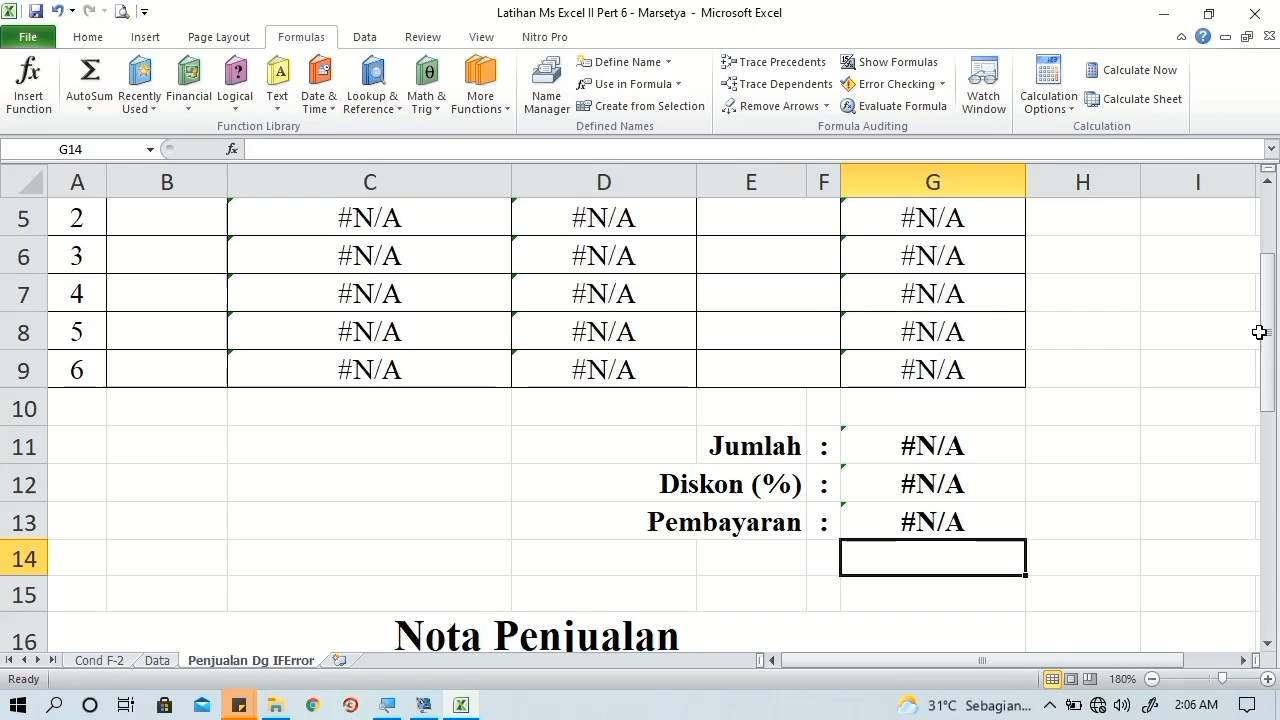 Latihan Ms Excel II Pert 6 - Marsetya - Microsoft Excel
File Home Insert Page Layout Formulas Data Review View Nitro Pro
fx Insert Function
Σ AutoSum
Recently Used
Financial
Logical
Text
Date & Time
Lookup & Reference
Math & Trig
More Functions
Function Library
Name Manager
Define Name
Use in Formula
Create from Selection
Defined Names
Trace Precedents
Trace Dependents
Remove Arrows
Show Formulas
Error Checking
Evaluate Formula
Formula Auditing
Watch Window
Calculation Options
Calculate Now
Calculate Sheet
Calculation
G14 fx
A B C D E F G H I
5 2 #N/A #N/A #N/A
6 3 #N/A #N/A #N/A
7 4 #N/A #N/A #N/A
8 5 #N/A #N/A #N/A
9 6 #N/A #N/A #N/A
10
11 Jumlah : #N/A
12 Diskon (%) : #N/A
13 Pembayaran : #N/A
14
15
16 Nota Penjualan
Cond F-2 Data Penjualan Dg IFError
Ready 180%
31°C Sebagian... 2:06 AM